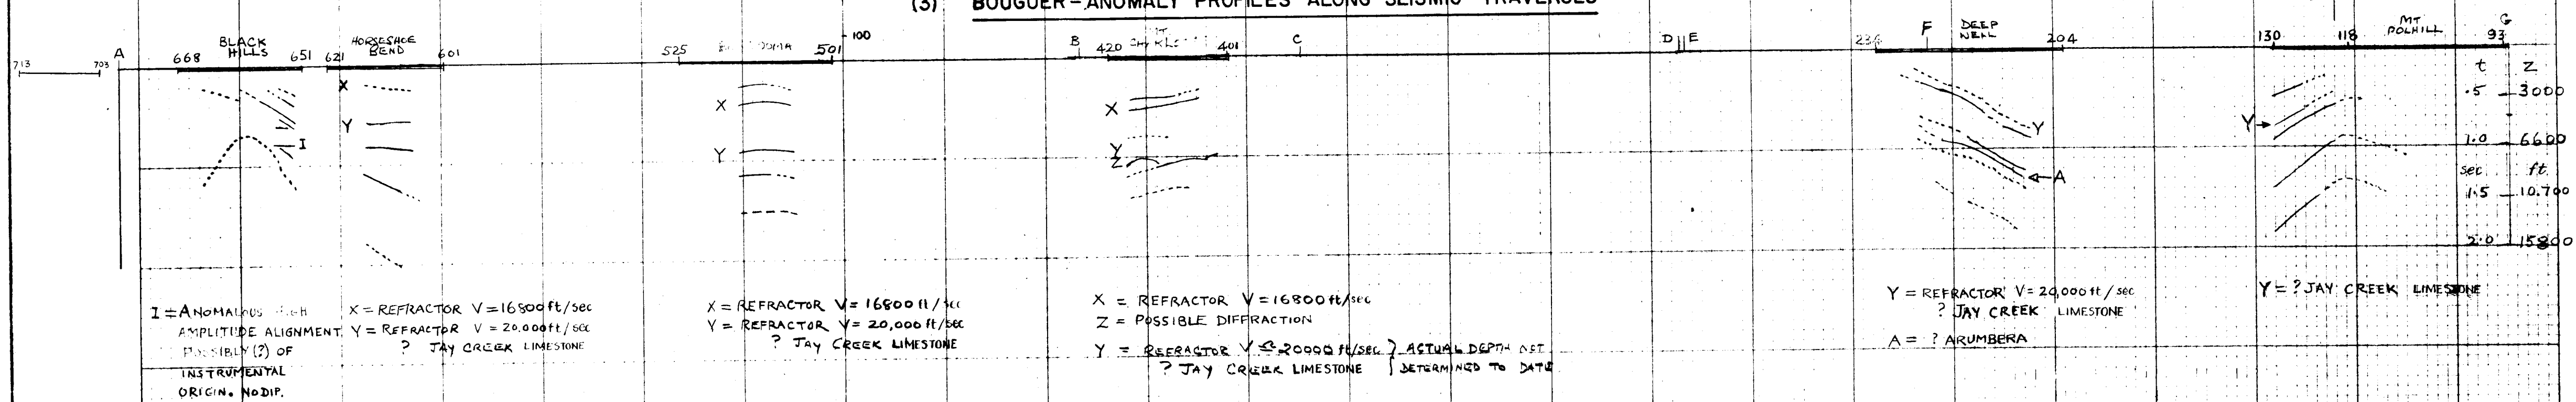 (3) BOUGUER-ANOMALY PROFILES ALONG SEISMIC TRAVERSES
713 703
A
668 BLACK HILLS 651
621 HORSESHOE BEND 601
525 501
100
B 420 401 C
D E
236 F DEEP WELL 204
130 118 MT POLHILL 93 G
X
Y
I
X
Y
X
Y
Z
Y
A
Y
t Z
.5 3000
1.0 6600
sec ft
1.5 10,700
2.0 15800
I = ANOMALOUS HIGH
AMPLITUDE ALIGNMENT
POSSIBLY (?) OF
INSTRUMENTAL
ORIGIN. NO DIP.
X = REFRACTOR V = 16800 ft/sec
Y = REFRACTOR V = 20,000 ft/sec
? JAY CREEK LIMESTONE
X = REFRACTOR V = 16800 ft/sec
Y = REFRACTOR V = 20,000 ft/sec
? JAY CREEK LIMESTONE
X = REFRACTOR V = 16800 ft/sec
Z = POSSIBLE DIFFRACTION
Y = REFRACTOR V ≏ 20000 ft/sec } ACTUAL DEPTH NOT
? JAY CREEK LIMESTONE } DETERMINED TO DATE
Y = REFRACTOR V = 20,000 ft/sec
? JAY CREEK LIMESTONE
A = ? ARUMBERA
Y = ? JAY CREEK LIMESTONE